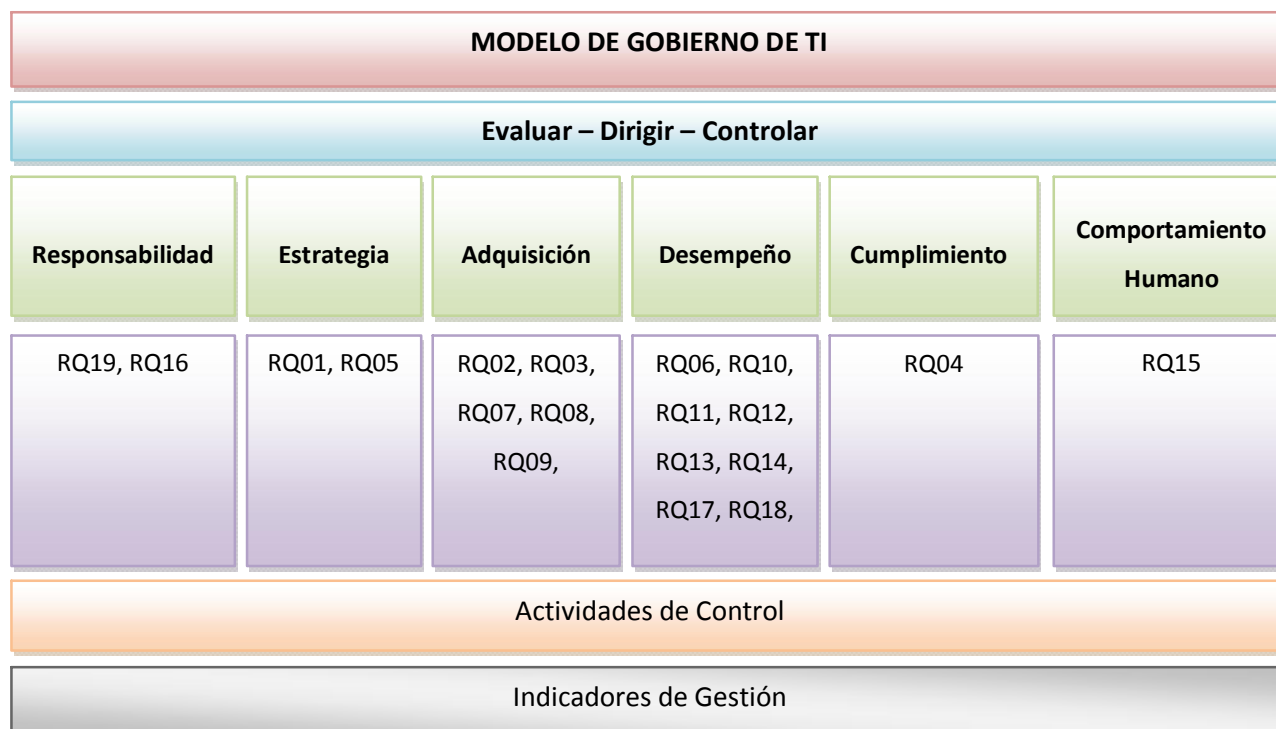 MODELO DE GOBIERNO DE TI
Evaluar – Dirigir – Controlar
Responsabilidad
Estrategia
Adquisición
Desempeño
Cumplimiento
Comportamiento
Humano
RQ19, RQ16
RQ01, RQ05
RQ02, RQ03,
RQ07, RQ08,
RQ09,
RQ06, RQ10,
RQ11, RQ12,
RQ13, RQ14,
RQ17, RQ18,
RQ04
RQ15
Actividades de Control
Indicadores de Gestión